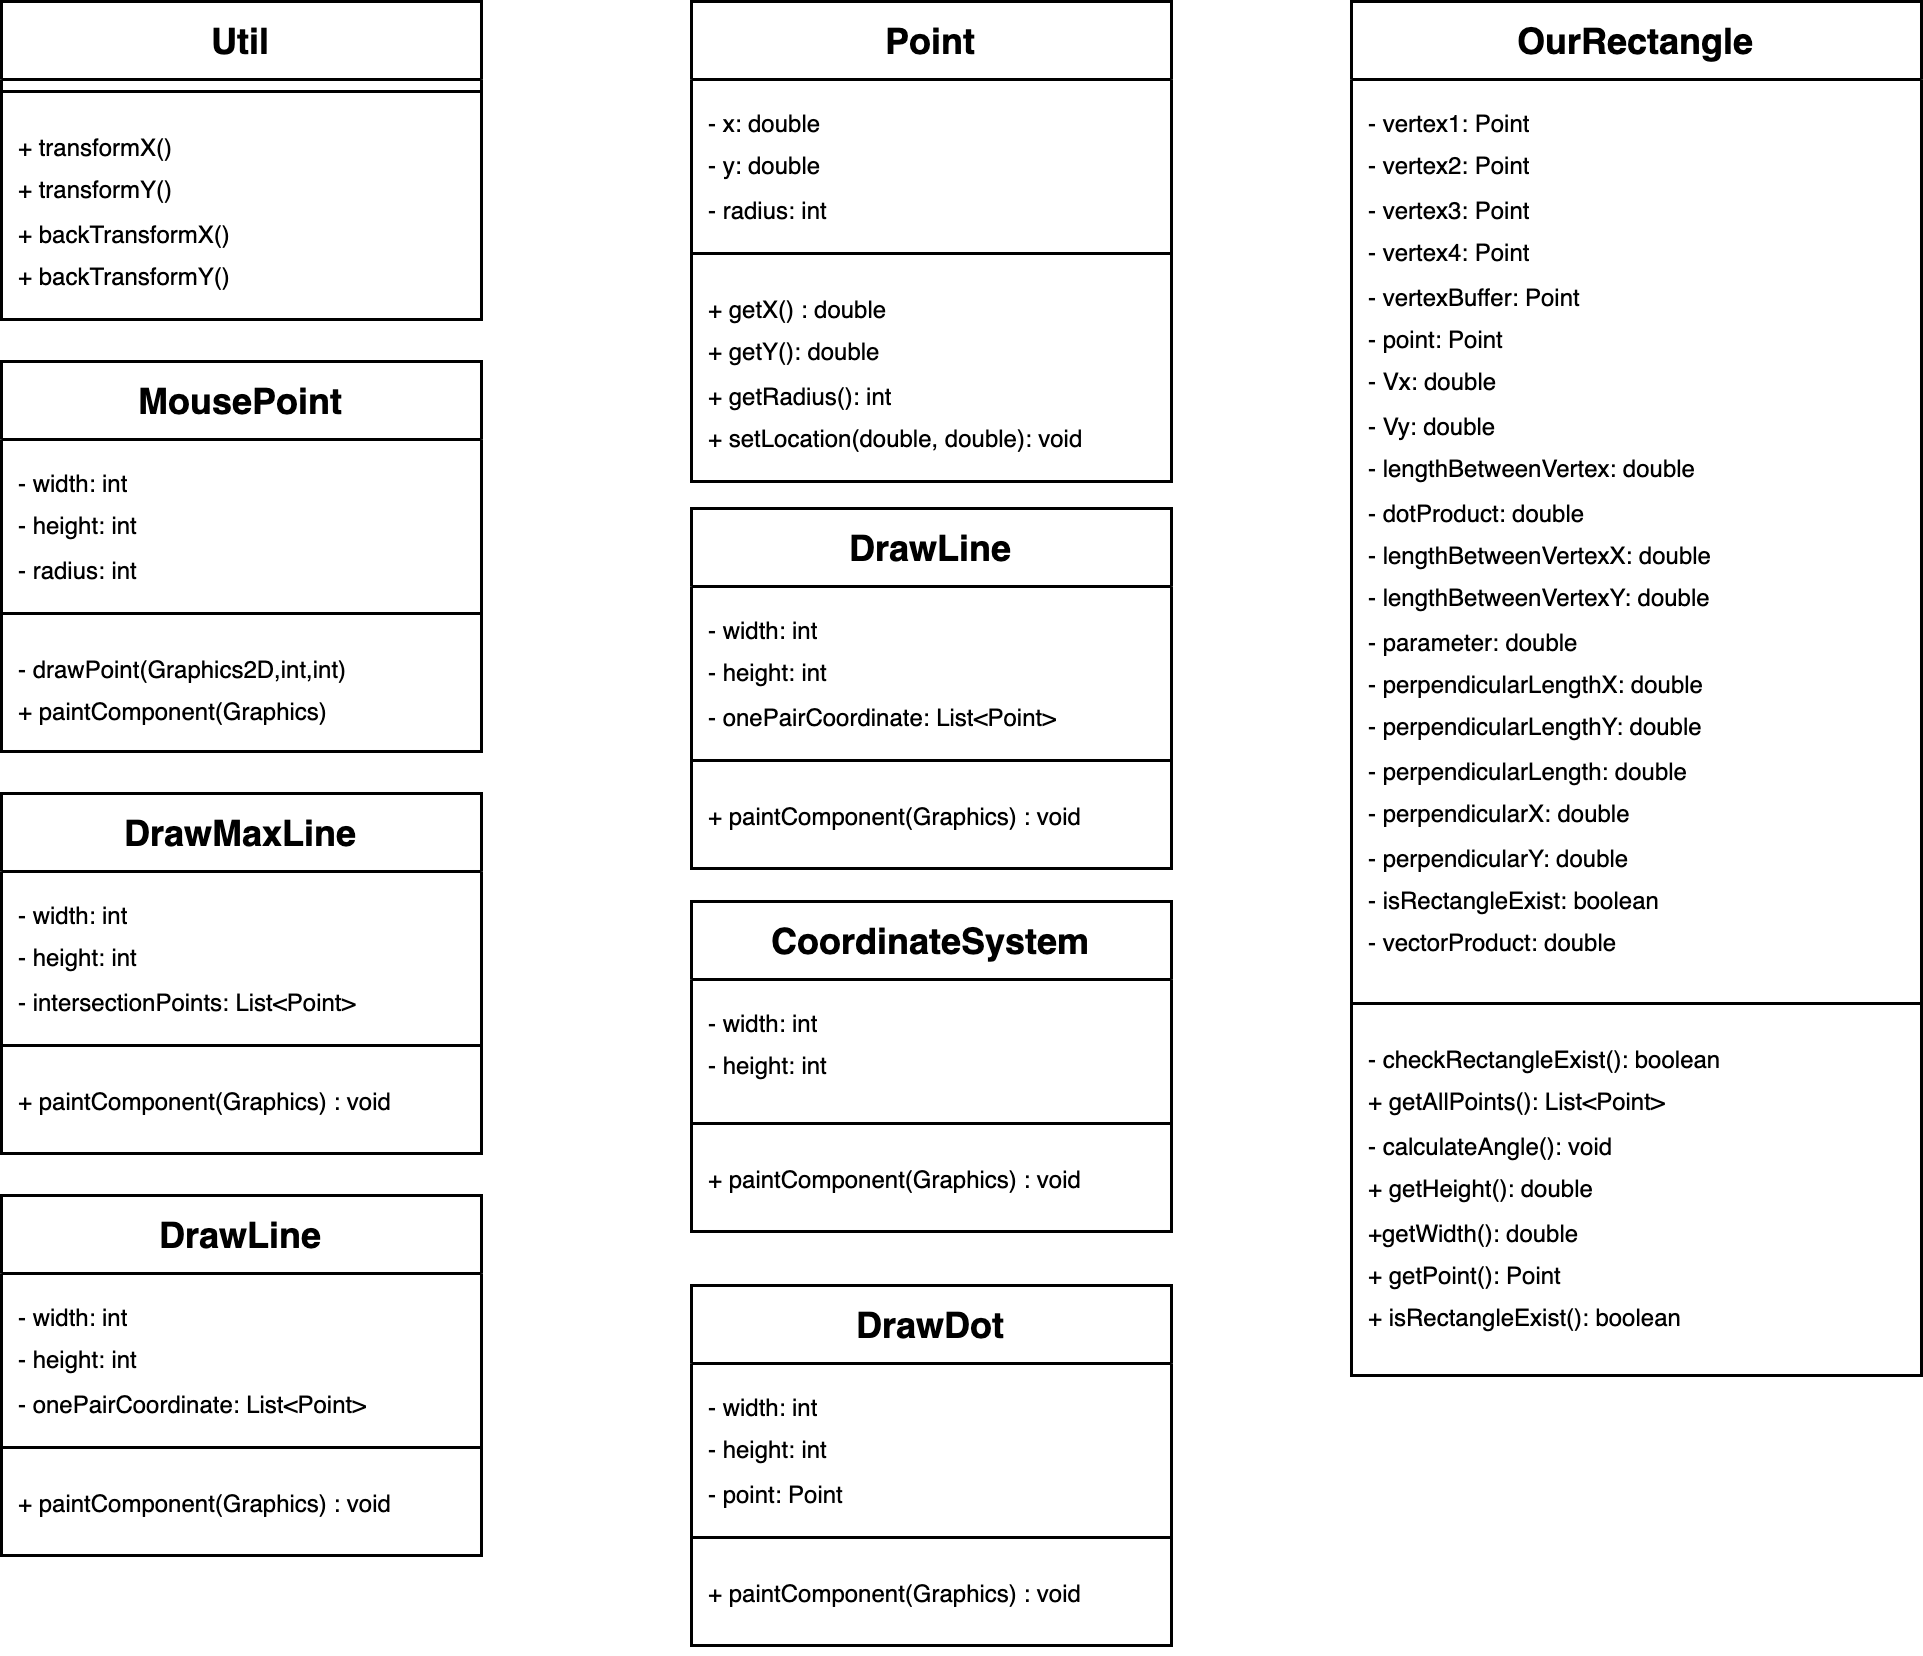 Util
+ transformX()
+ transformY()
+ backTransformX()
+ backTransformY()
MousePoint
- width: int
- height: int
- radius: int
- drawPoint(Graphics2D,int,int)
+ paintComponent(Graphics)
DrawMaxLine
- width: int
- height: int
- intersectionPoints: List<Point>
+ paintComponent(Graphics) : void
DrawLine
- width: int
- height: int
- onePairCoordinate: List<Point>
+ paintComponent(Graphics) : void
Point
- x: double
- y: double
- radius: int
+ getX() : double
+ getY(): double
+ getRadius(): int
+ setLocation(double, double): void
DrawLine
- width: int
- height: int
- onePairCoordinate: List<Point>
+ paintComponent(Graphics) : void
CoordinateSystem
- width: int
- height: int
+ paintComponent(Graphics) : void
DrawDot
- width: int
- height: int
- point: Point
+ paintComponent(Graphics) : void
OurRectangle
- vertex1: Point
- vertex2: Point
- vertex3: Point
- vertex4: Point
- vertexBuffer: Point
- point: Point
- Vx: double
- Vy: double
- lengthBetweenVertex: double
- dotProduct: double
- lengthBetweenVertexX: double
- lengthBetweenVertexY: double
- parameter: double
- perpendicularLengthX: double
- perpendicularLengthY: double
- perpendicularLength: double
- perpendicularX: double
- perpendicularY: double
- isRectangleExist: boolean
- vectorProduct: double
- checkRectangleExist(): boolean
+ getAllPoints(): List<Point>
- calculateAngle(): void
+ getHeight(): double
+getWidth(): double
+ getPoint(): Point
+ isRectangleExist(): boolean